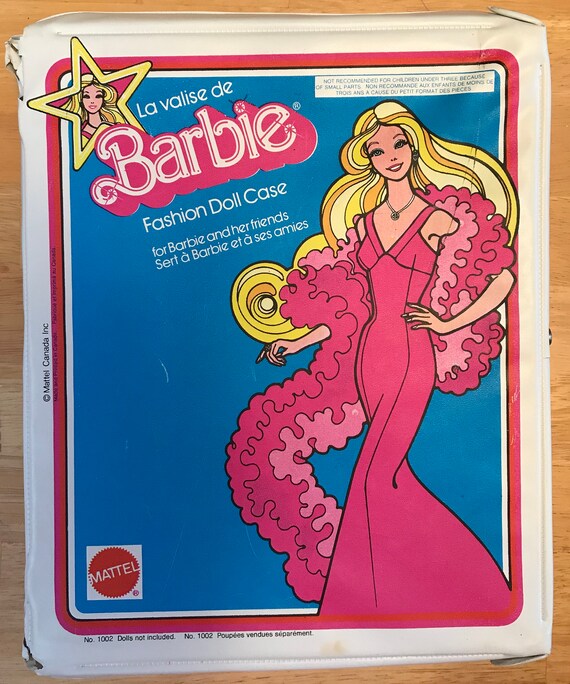 La valise de
Barbie®
Fashion Doll Case
for Barbie and her friends
Sert à Barbie et à ses amies
NOT RECOMMENDED FOR CHILDREN UNDER THREE BECAUSE
OF SMALL PARTS. NON RECOMMANDÉ AUX ENFANTS DE MOINS DE
TROIS ANS À CAUSE DU PETIT FORMAT DES PIÈCES.
© Mattel Canada Inc
MATTEL
®
No. 1002 Dolls not included. No. 1002 Poupées vendues séparément.